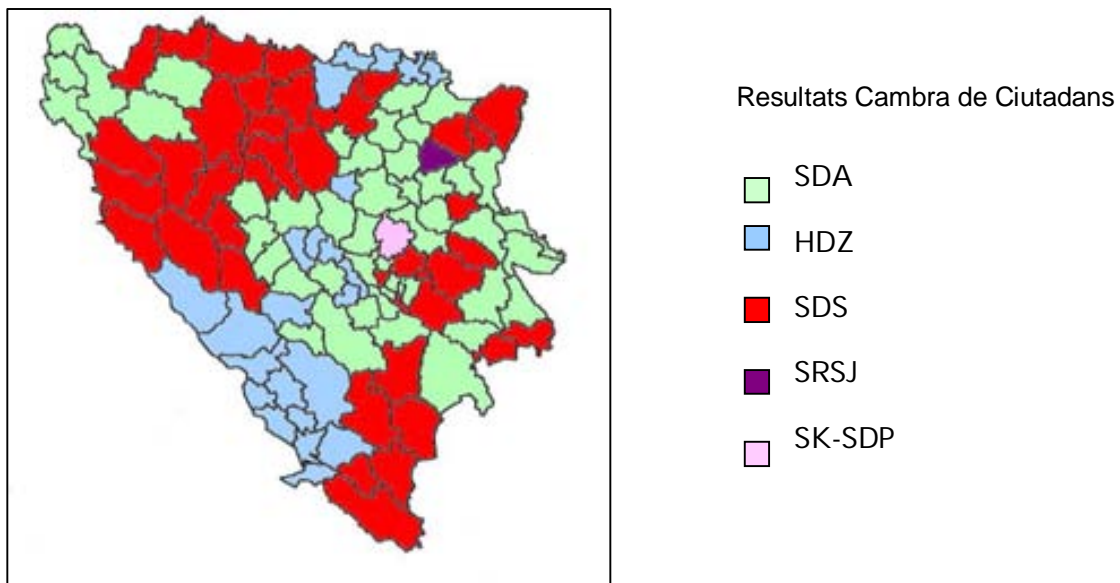 Resultats Cambra de Ciutadans
SDA
HDZ
SDS
SRSJ
SK-SDP